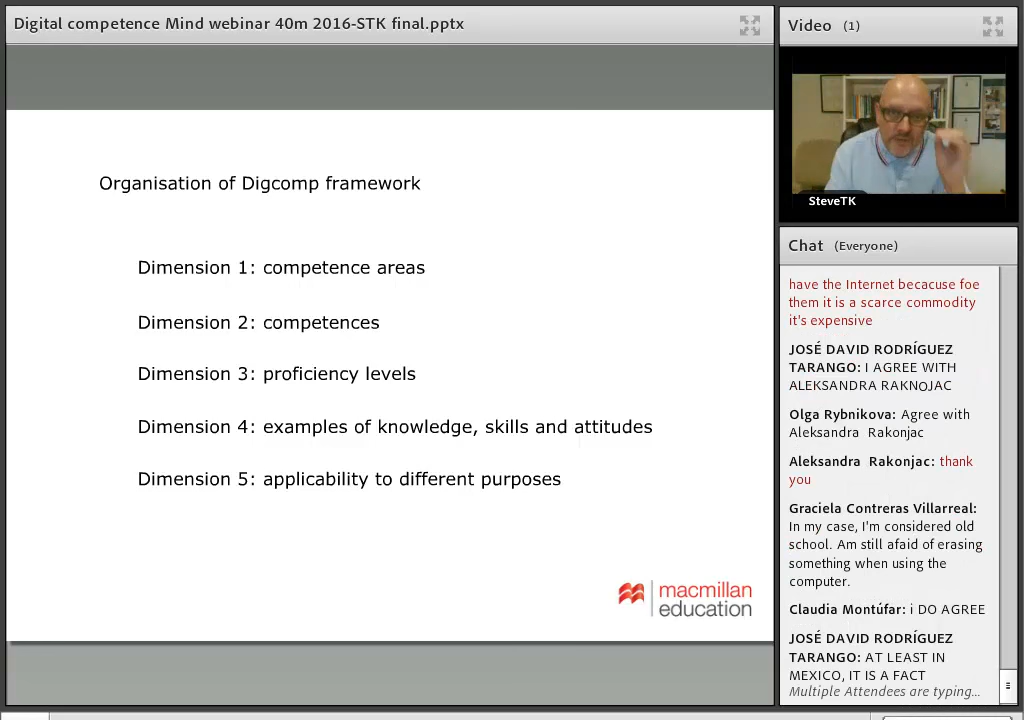 Digital competence Mind webinar 40m 2016-STK final.pptx
Organisation of Digcomp framework
Dimension 1: competence areas
Dimension 2: competences
Dimension 3: proficiency levels
Dimension 4: examples of knowledge, skills and attitudes
Dimension 5: applicability to different purposes
macmillan
education
Video (1)
SteveTK
Chat (Everyone)
have the Internet becacuse foe
them it is a scarce commodity
it's expensive
JOSÉ DAVID RODRÍGUEZ
TARANGO: I AGREE WITH
ALEKSANDRA RAKNOJAC
Olga Rybnikova: Agree with
Aleksandra Rakonjac
Aleksandra Rakonjac: thank
you
Graciela Contreras Villarreal:
In my case, I'm considered old
school. Am still afaid of erasing
something when using the
computer.
Claudia Montúfar: i DO AGREE
JOSÉ DAVID RODRÍGUEZ
TARANGO: AT LEAST IN
MEXICO, IT IS A FACT
Multiple Attendees are typing...